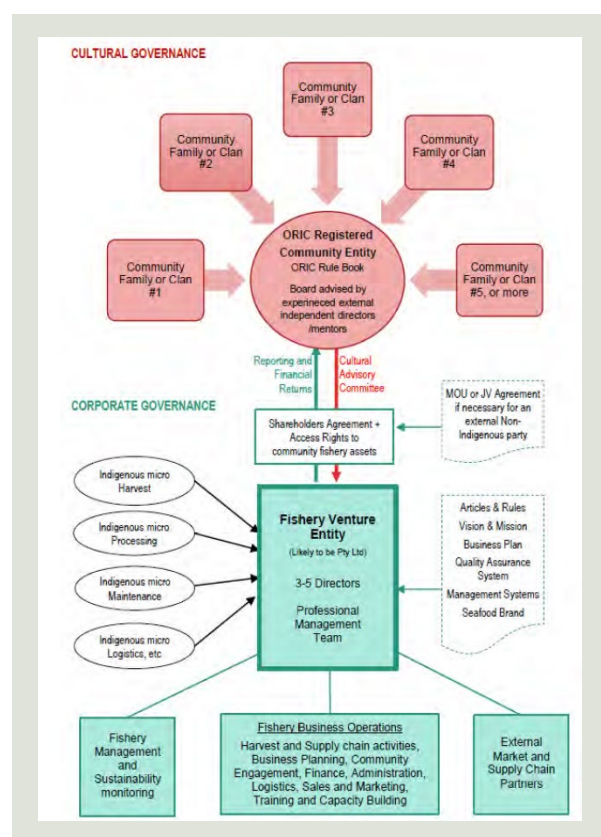 CULTURAL GOVERNANCE
Community
Family or Clan
#3
Community
Family or Clan
#2
Community
Family or Clan
#4
ORIC Registered
Community Entity
ORIC Rule Book
Board advised by
experineced external
independent directors
/mentors
Community
Family or Clan
#1
Community
Family or Clan
#5, or more
Reporting and
Financial
Returns
Cultural
Advisory
Committee
CORPORATE GOVERNANCE
MOU or JV Agreement
if necessary for an
external Non-
Indigenous party
Shareholders Agreement +
Access Rights to
community fishery assets
Indigenous micro
Harvest
Indigenous micro
Processing
Indigenous micro
Maintenance
Indigenous micro
Logistics, etc
Fishery Venture
Entity
(Likely to be Pty Ltd)
3-5 Directors
Professional
Management
Team
Articles & Rules
Vision & Mission
Business Plan
Quality Assurance
System
Management Systems
Seafood Brand
Fishery
Management
and
Sustainability
monitoring
Fishery Business Operations
Harvest and Supply chain activities,
Business Planning, Community
Engagement, Finance, Administration,
Logistics, Sales and Marketing,
Training and Capacity Building
External
Market and
Supply Chain
Partners